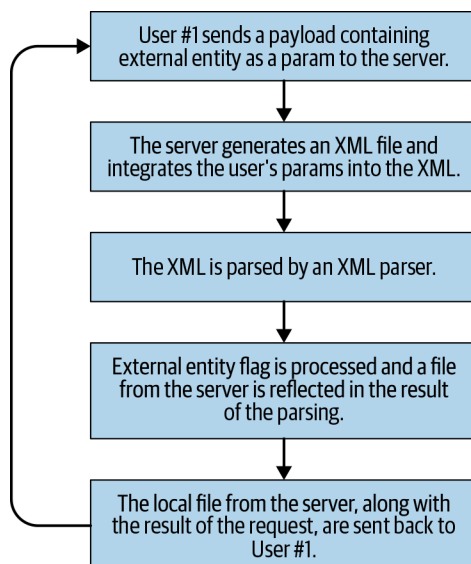 User #1 sends a payload containing
external entity as a param to the server.
The server generates an XML file and
integrates the user's params into the XML.
The XML is parsed by an XML parser.
External entity flag is processed and a file
from the server is reflected in the result
of the parsing.
The local file from the server, along with
the result of the request, are sent back to
User #1.